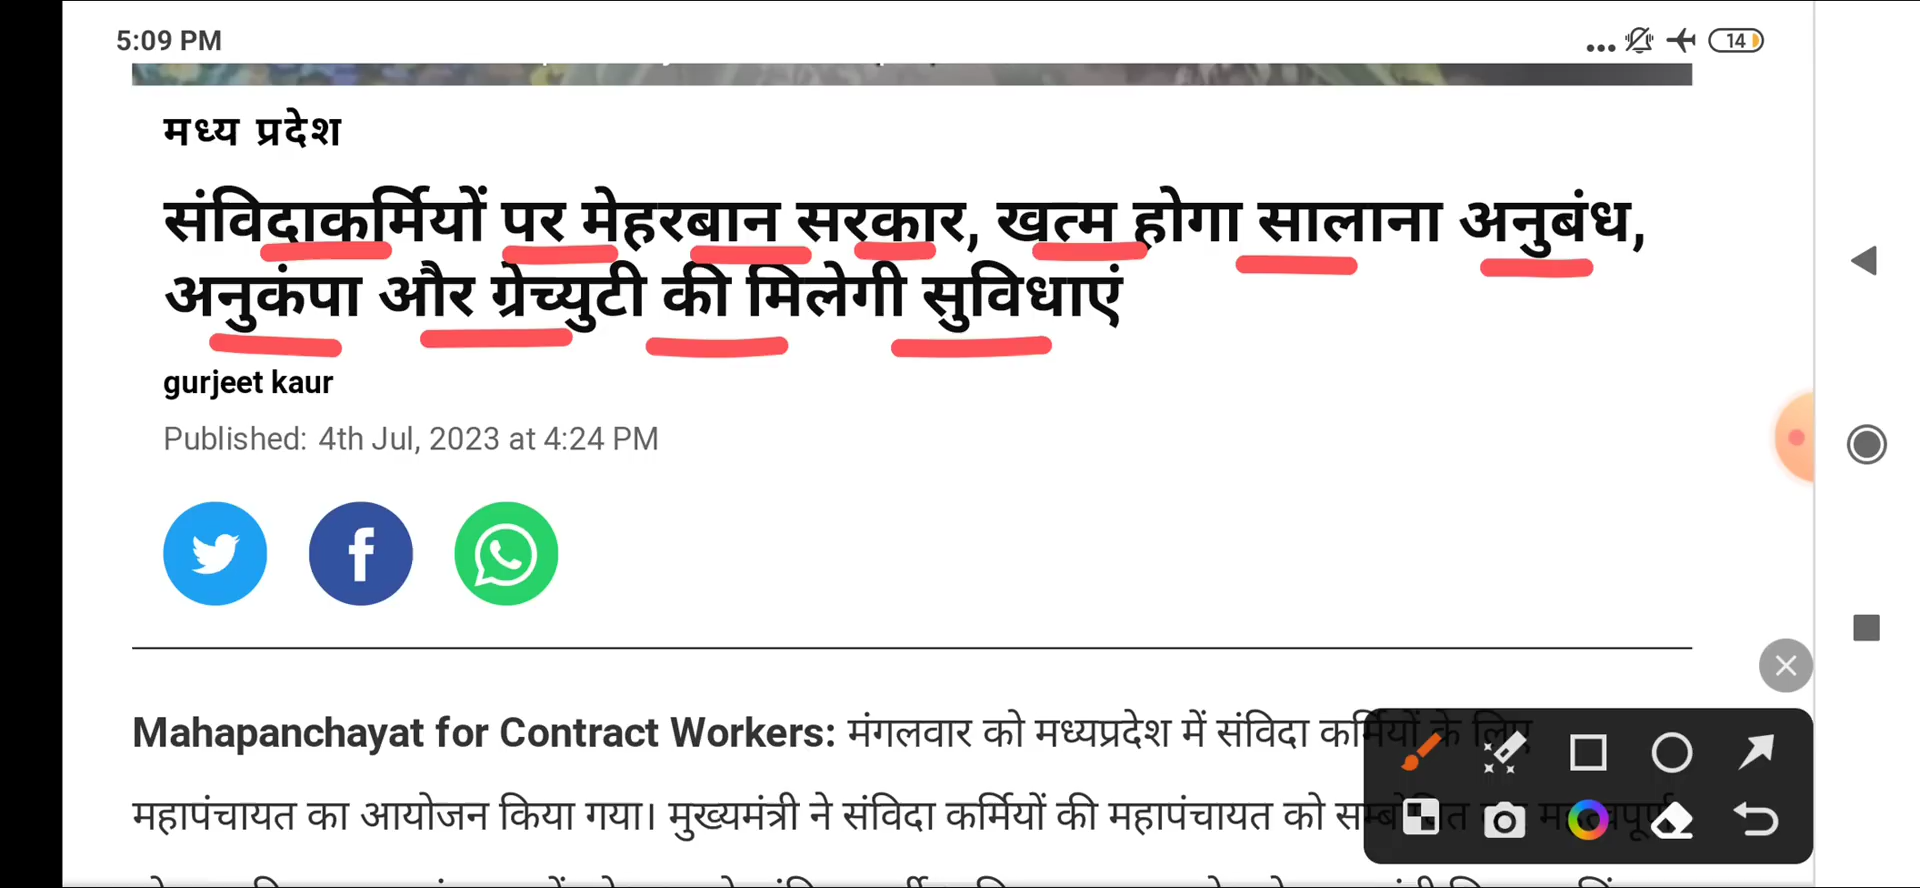 5:09 PM
14
मध्य प्रदेश
संविदाकर्मियों पर मेहरबान सरकार, खत्म होगा सालाना अनुबंध,
अनुकंपा और ग्रेच्युटी की मिलेगी सुविधाएं
gurjeet kaur
Published: 4th Jul, 2023 at 4:24 PM
Mahapanchayat for Contract Workers: मंगलवार को मध्यप्रदेश में संविदा कर्मियों के लिए
महापंचायत का आयोजन किया गया। मुख्यमंत्री ने संविदा कर्मियों की महापंचायत को